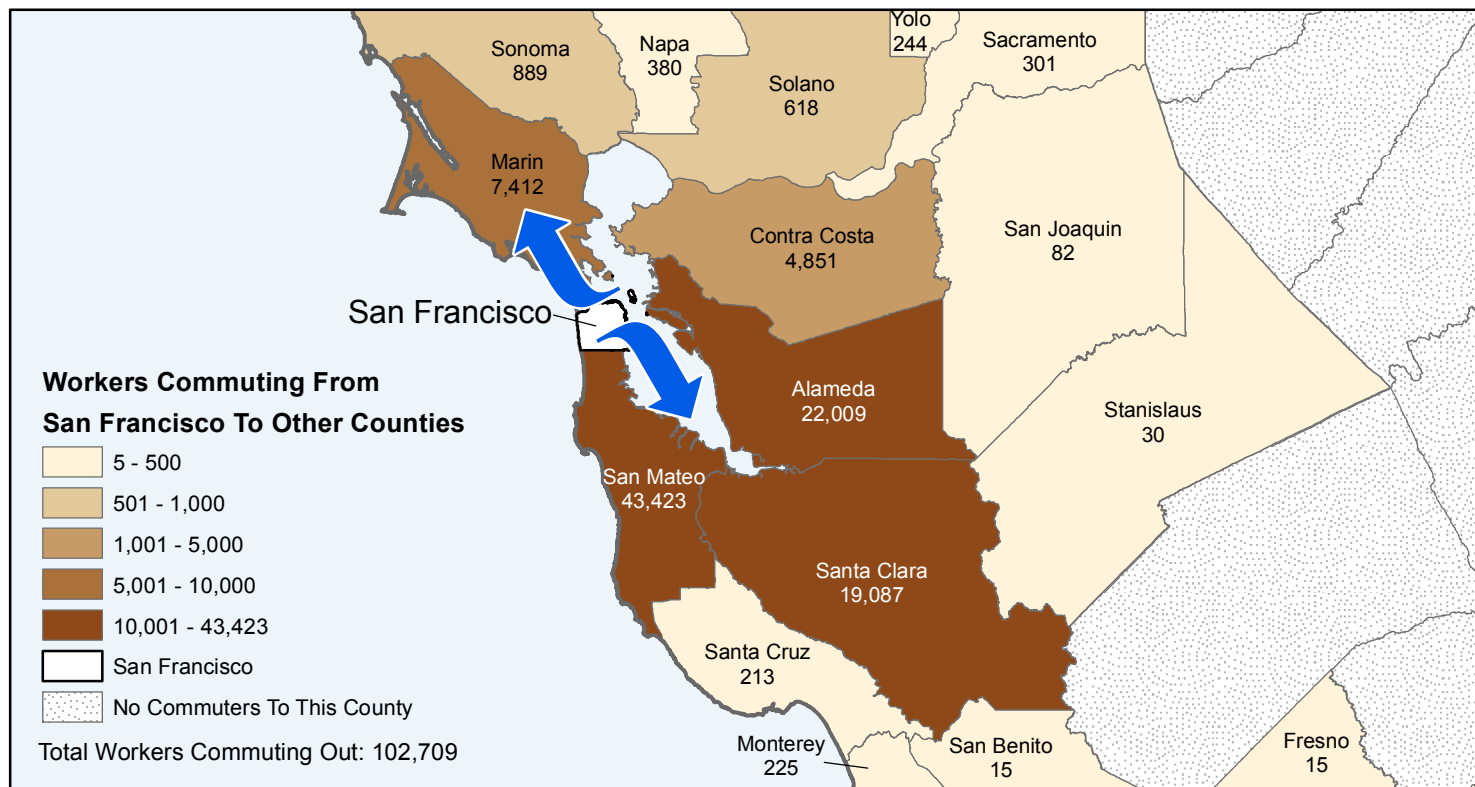 Yolo
244
Sonoma
889
Napa
380
Sacramento
301
Solano
618
Marin
7,412
San Joaquin
82
Contra Costa
4,851
San Francisco
Alameda
22,009
Stanislaus
30
San Mateo
43,423
Santa Clara
19,087
Santa Cruz
213
Monterey
225
San Benito
15
Fresno
15
Workers Commuting From
San Francisco To Other Counties
5 - 500
501 - 1,000
1,001 - 5,000
5,001 - 10,000
10,001 - 43,423
San Francisco
No Commuters To This County
Total Workers Commuting Out: 102,709